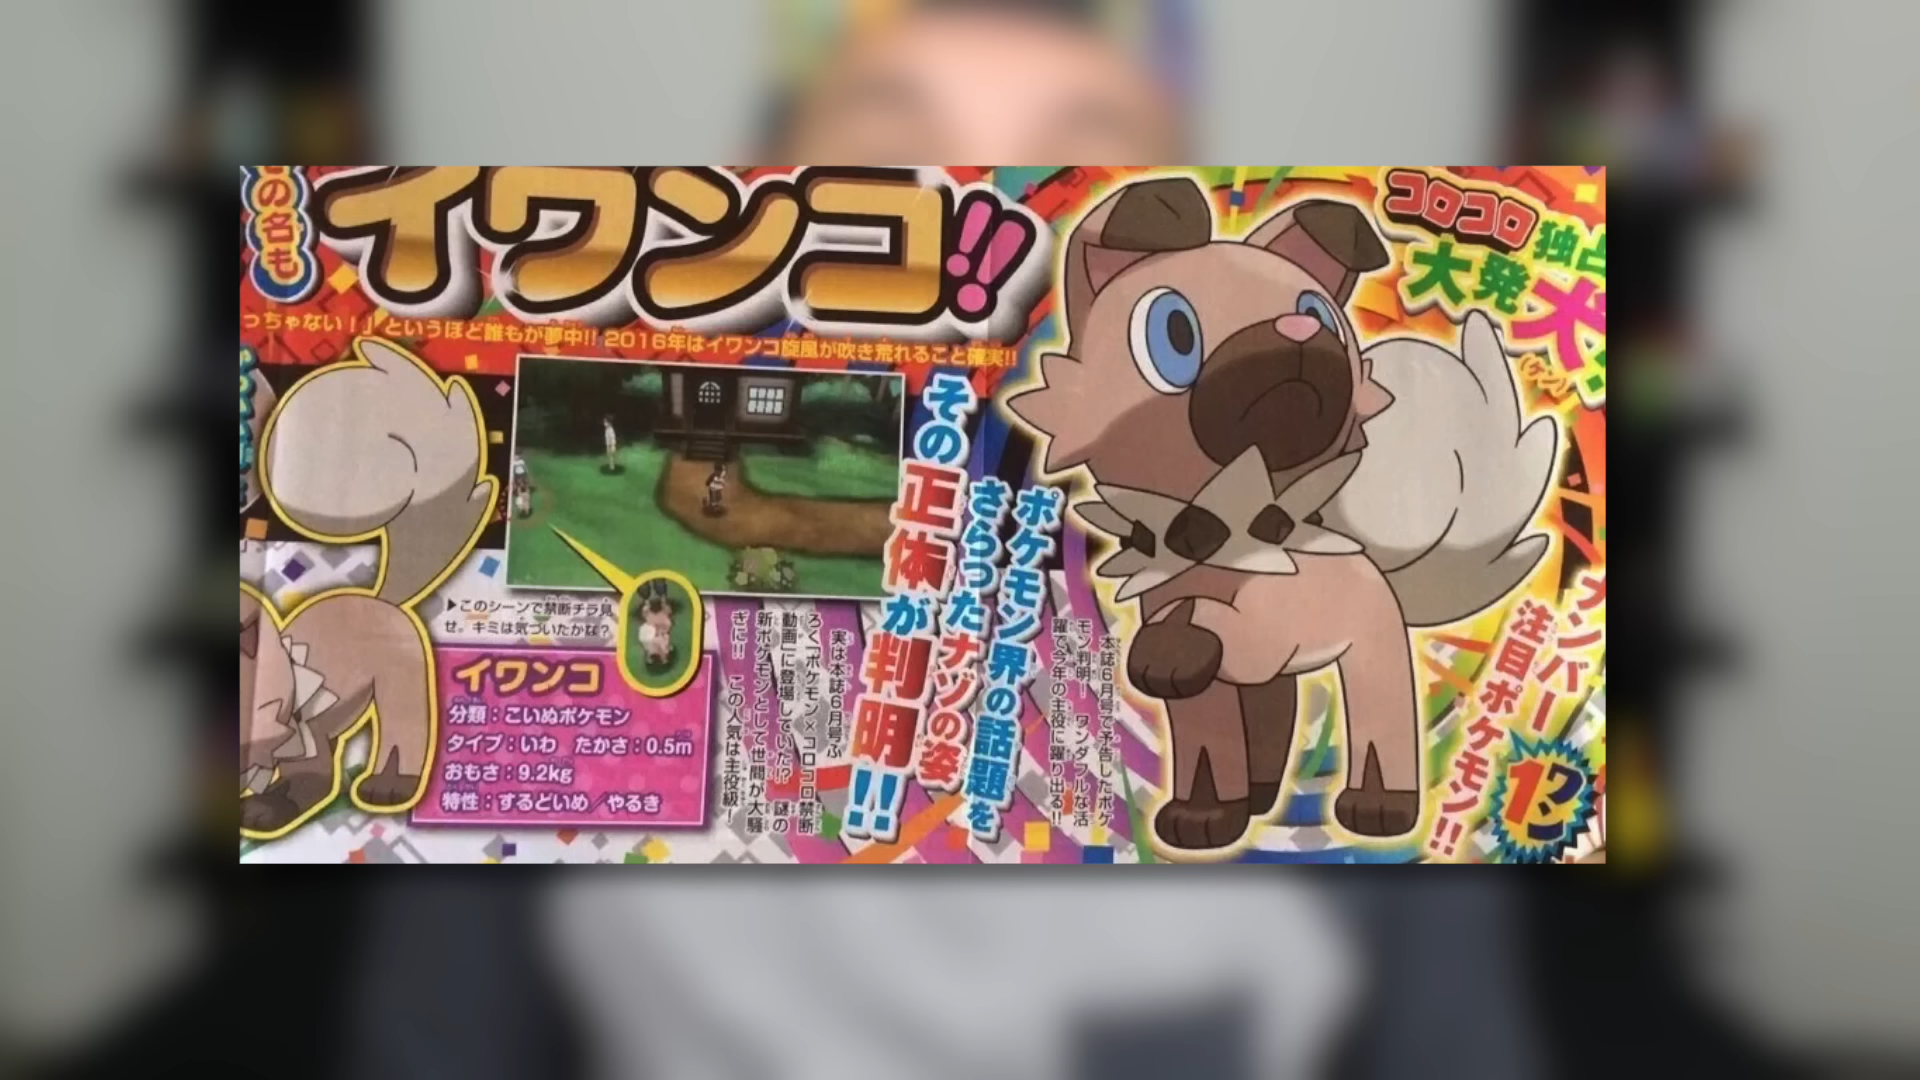 の名も
イワンコ!!
っちゃない！」というほど誰もが夢中!! 2016年はイワンコ旋風が吹き荒れること確実!!
コロコロ
独占
大発
▶このシーンで禁断チラ見
せ。キミは気づいたかな？
イワンコ
分類：こいぬポケモン
タイプ：いわ たかさ：0.5m
おもさ：9.2kg
特性：するどいめ／やるき
ポケモン界の話題を
さらったナゾの姿
その正体が判明!!
本誌6月号で予告したポケ
モン判明！ ワンダフルな活
躍で今年の主役に躍り出る!!
実は本誌6月号ふ
ろく「ポケモン×コロコロ禁断
動画」に登場していた!? 謎の
新ポケモンとして世間が大騒
ぎに!! この人気は主役級！
ナンバー
1ワン
注目ポケモン!!